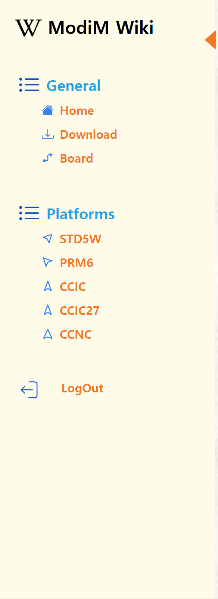 W ModiM Wiki
General
Home
Download
Board
Platforms
STD5W
PRM6
CCIC
CCIC27
CCNC
LogOut